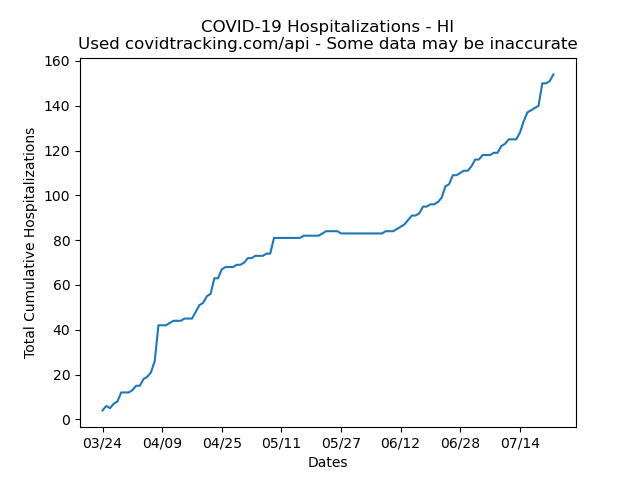 COVID-19 Hospitalizations - HI
Used covidtracking.com/api - Some data may be inaccurate
Total Cumulative Hospitalizations
160
140
120
100
80
60
40
20
0
03/24 04/09 04/25 05/11 05/27 06/12 06/28 07/14
Dates